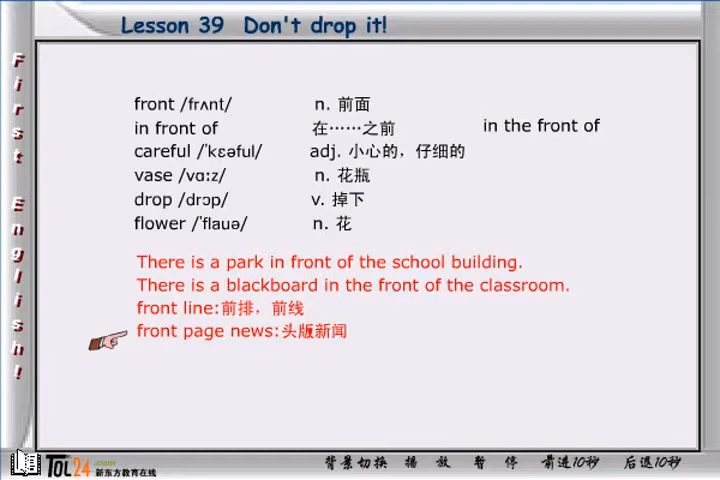 Lesson 39 Don't drop it!
First English!
front /frʌnt/ n. 前面
in front of 在……之前 in the front of
careful /ˈkɛəful/ adj. 小心的，仔细的
vase /vɑːz/ n. 花瓶
drop /drɔp/ v. 掉下
flower /ˈflauə/ n. 花
There is a park in front of the school building.
There is a blackboard in the front of the classroom.
front line:前排，前线
front page news:头版新闻
TOL24.com 新东方教育在线 背景切换 播放 暂停 前进10秒 后退10秒